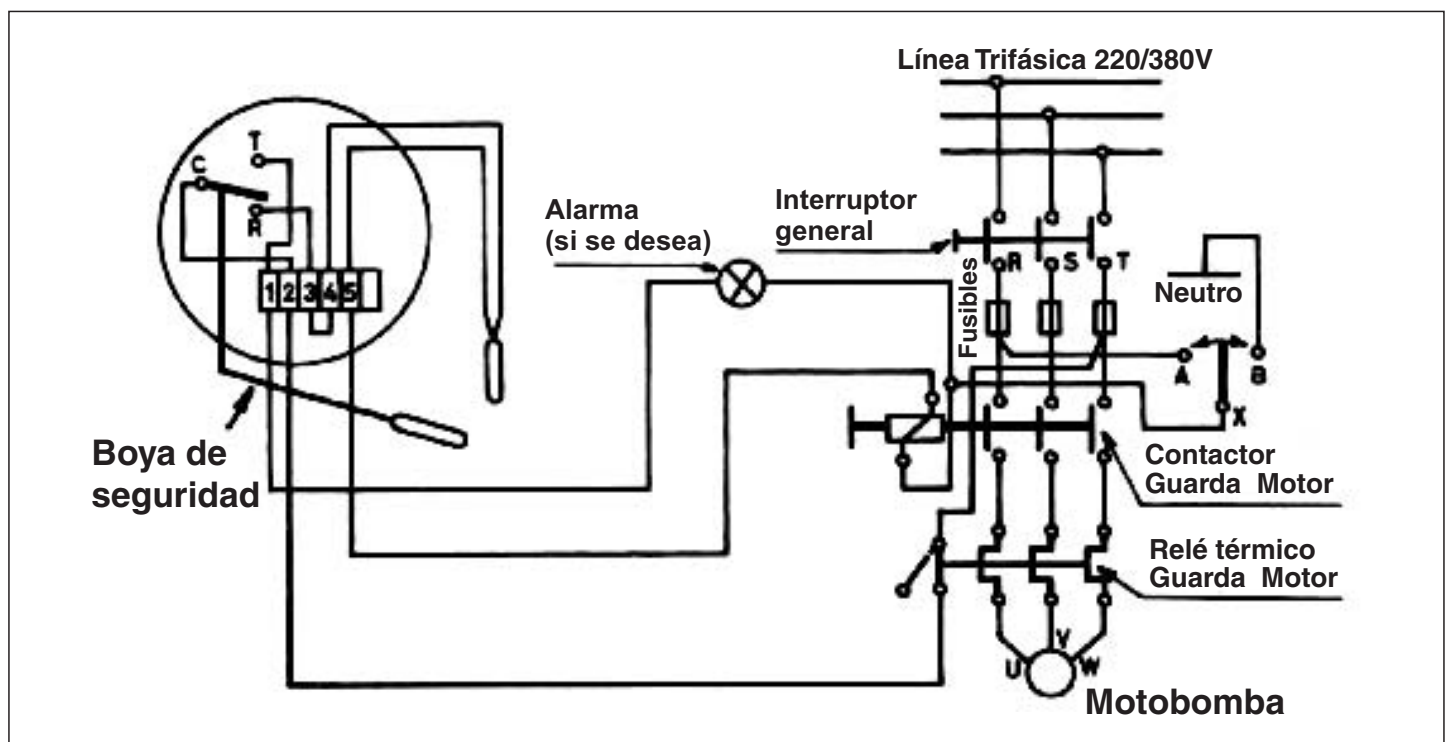 Línea Trifásica 220/380V
T
C
R
1 2 3 4 5
Alarma
(si se desea)
Interruptor
general
R S T
Fusibles
Neutro
A B
X
Boya de
seguridad
Contactor
Guarda Motor
Relé térmico
Guarda Motor
U V W
Motobomba